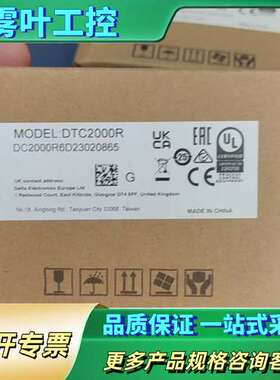 雾叶工控
MODEL:DTC2000R
DC2000R6D23020865
UK CA
EAC
25
UL
UK contact address
Delta Electronics Europe Ltd
1 Redwood Court, East Kilbride, Glasgow G74 5PF, United Kingdom
G
MADE IN CHINA
品质保证 一站式采
开专票
更多产品规格咨询客